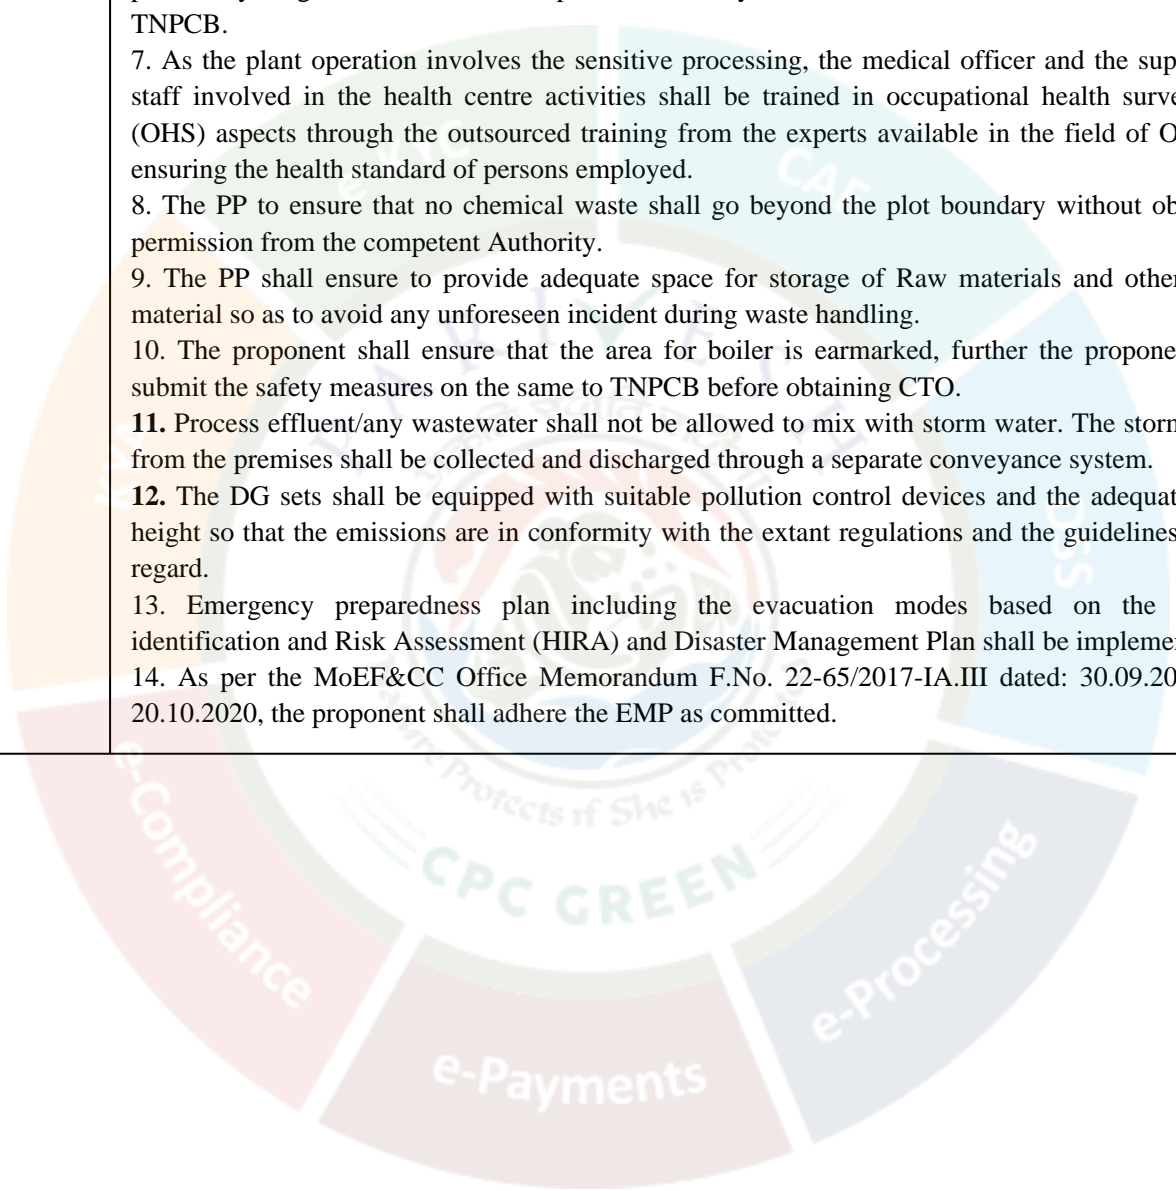 TNPCB.
7. As the plant operation involves the sensitive processing, the medical officer and the sup
staff involved in the health centre activities shall be trained in occupational health surve
(OHS) aspects through the outsourced training from the experts available in the field of O
ensuring the health standard of persons employed.
8. The PP to ensure that no chemical waste shall go beyond the plot boundary without ob
permission from the competent Authority.
9. The PP shall ensure to provide adequate space for storage of Raw materials and other
material so as to avoid any unforeseen incident during waste handling.
10. The proponent shall ensure that the area for boiler is earmarked, further the propone
submit the safety measures on the same to TNPCB before obtaining CTO.
11. Process effluent/any wastewater shall not be allowed to mix with storm water. The storm
from the premises shall be collected and discharged through a separate conveyance system.
12. The DG sets shall be equipped with suitable pollution control devices and the adequat
height so that the emissions are in conformity with the extant regulations and the guidelines
regard.
13. Emergency preparedness plan including the evacuation modes based on the
identification and Risk Assessment (HIRA) and Disaster Management Plan shall be impleme
14. As per the MoEF&CC Office Memorandum F.No. 22-65/2017-IA.III dated: 30.09.20
20.10.2020, the proponent shall adhere the EMP as committed.
PARIVESH
CAF
DSS
Protects if She is Prote
CPC GREEN
e-Compliance
e-Payments
e-Processing